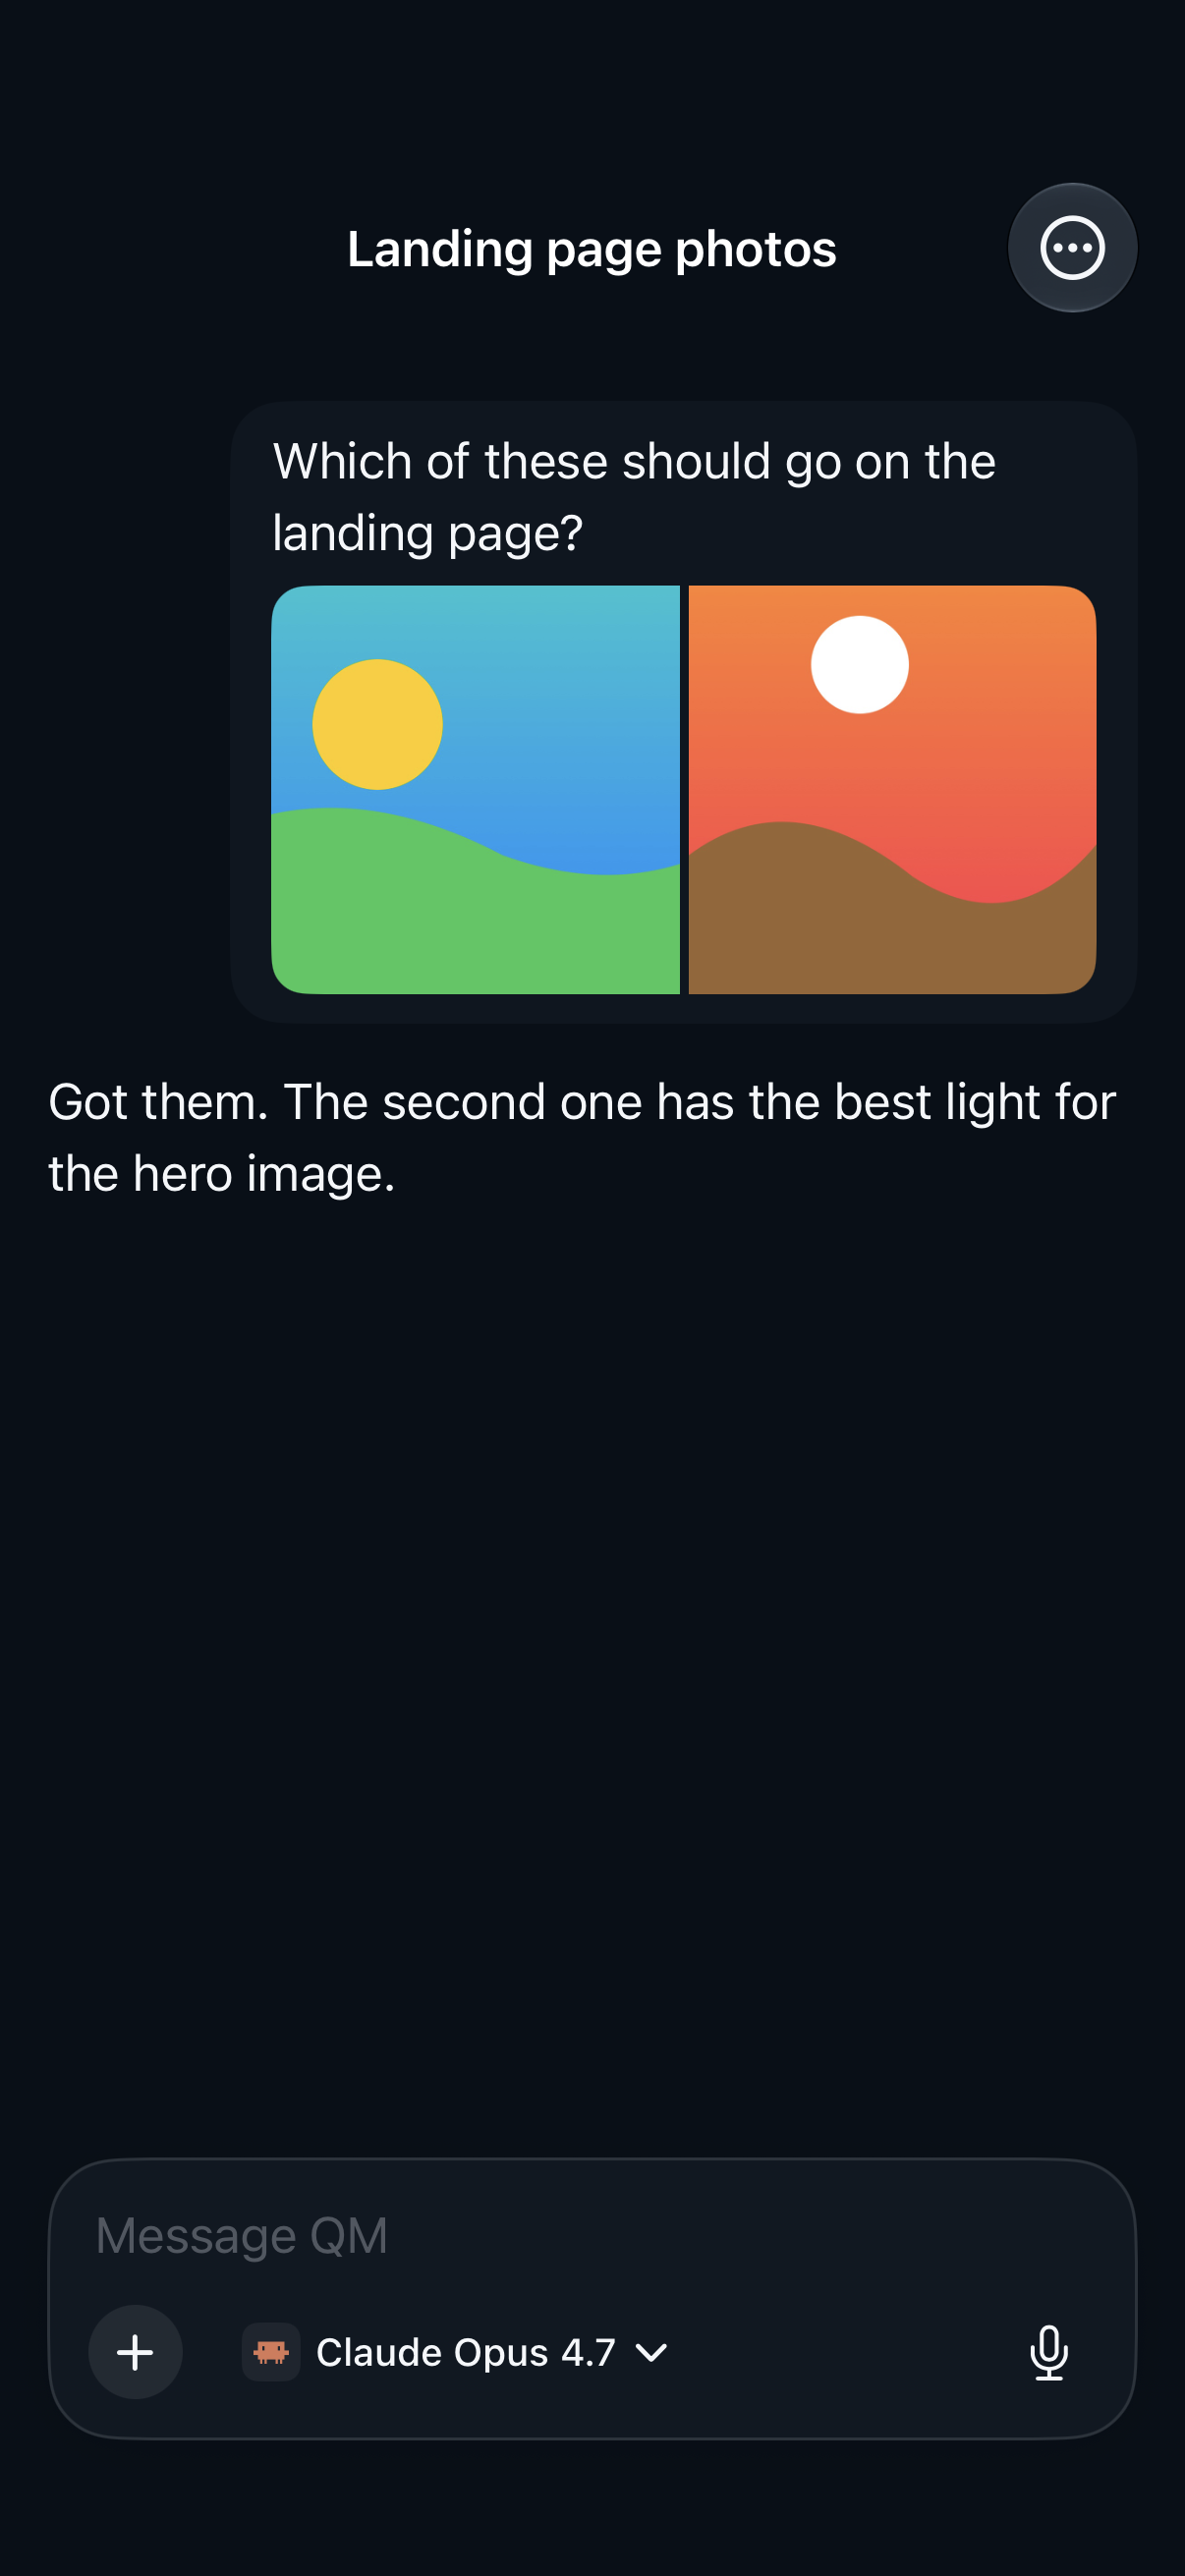 Landing page photos
Which of these should go on the
landing page?
Got them. The second one has the best light for
the hero image.
Message QM
Claude Opus 4.7